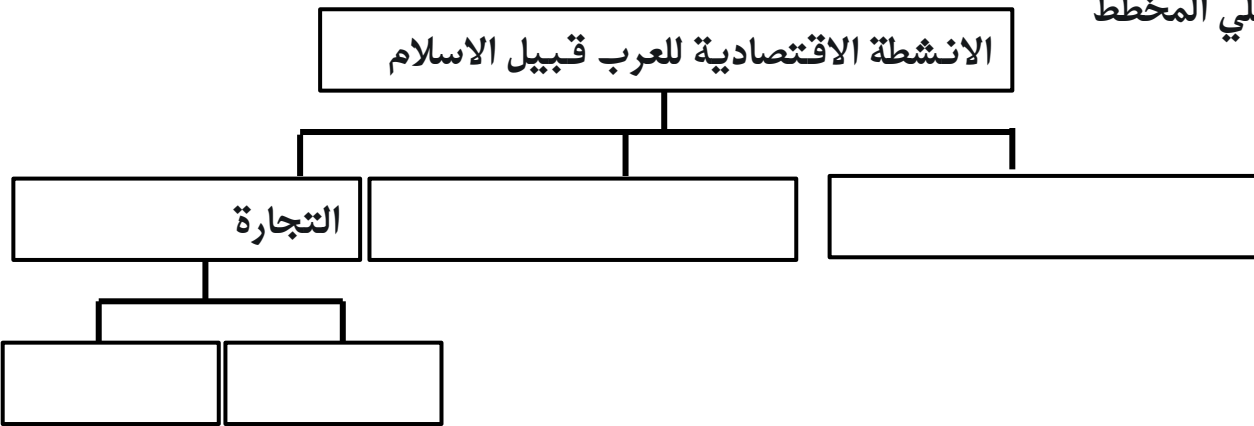 المخطط
الانشطة الاقتصادية للعرب قبيل الاسلام
التجارة